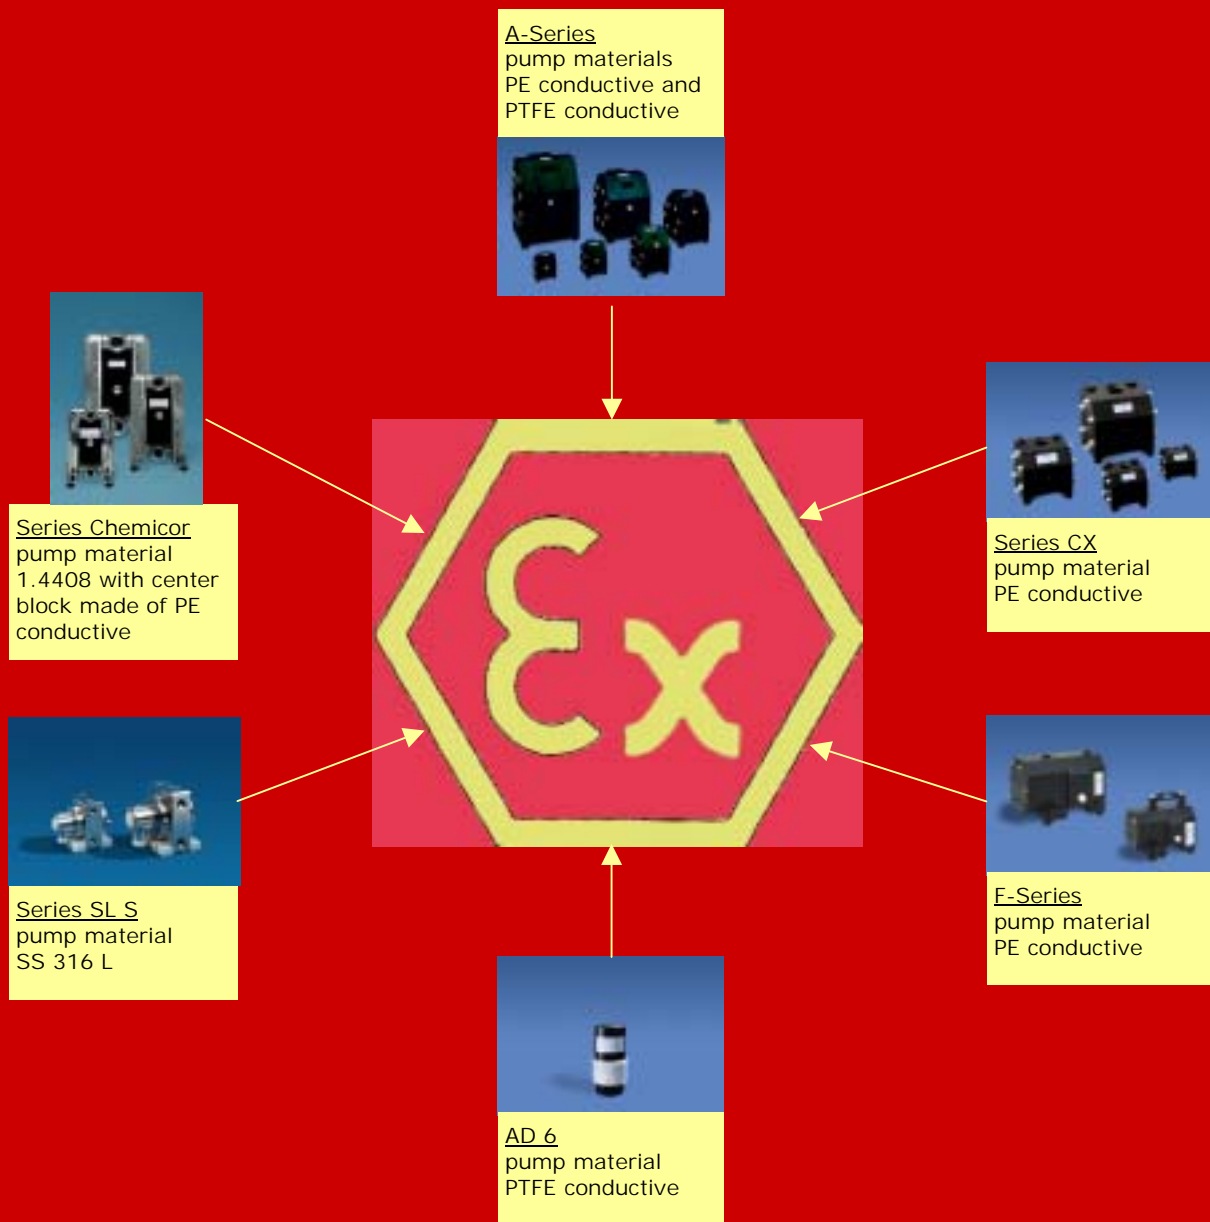 A-Series
pump materials
PE conductive and
PTFE conductive
Series Chemicor
pump material
1.4408 with center
block made of PE
conductive
Ex
Series CX
pump material
PE conductive
Series SL S
pump material
SS 316 L
F-Series
pump material
PE conductive
AD 6
pump material
PTFE conductive